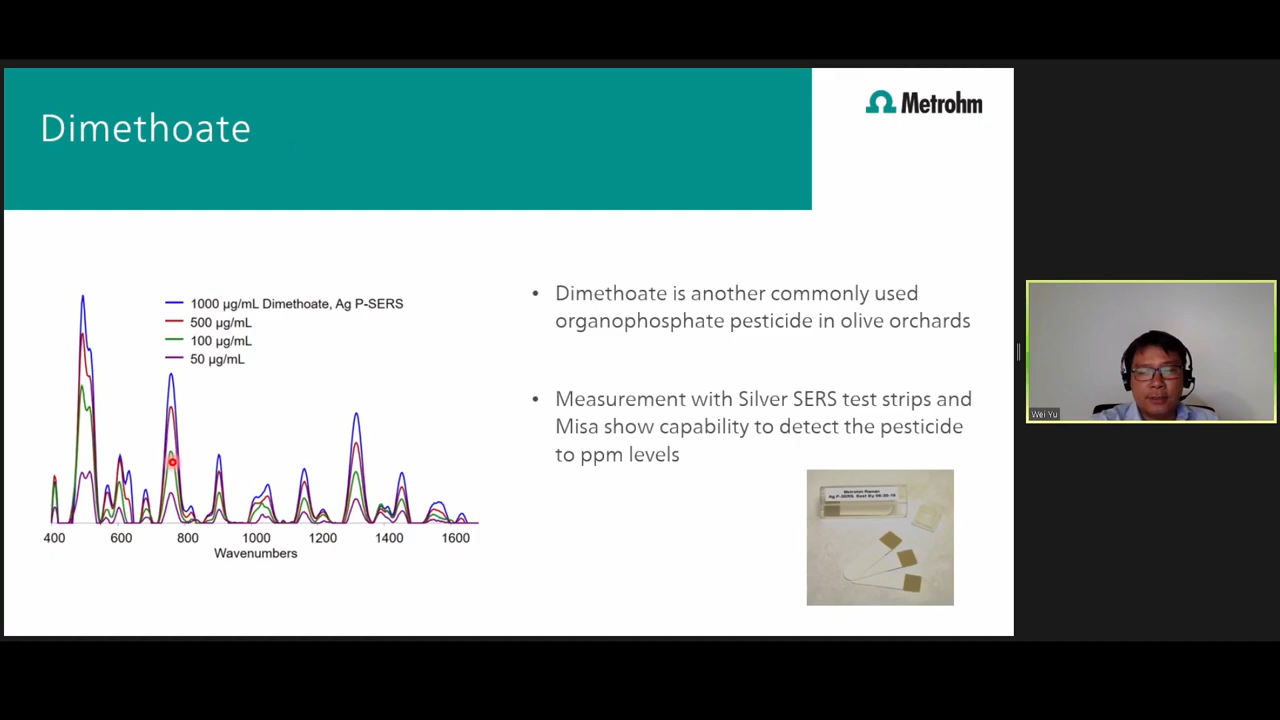 Dimethoate
Metrohm
1000 µg/mL Dimethoate, Ag P-SERS
500 µg/mL
100 µg/mL
50 µg/mL
400 600 800 1000 1200 1400 1600
Wavenumbers
• Dimethoate is another commonly used
organophosphate pesticide in olive orchards
• Measurement with Silver SERS test strips and
Misa show capability to detect the pesticide
to ppm levels
Metrohm Raman
Wei Yu